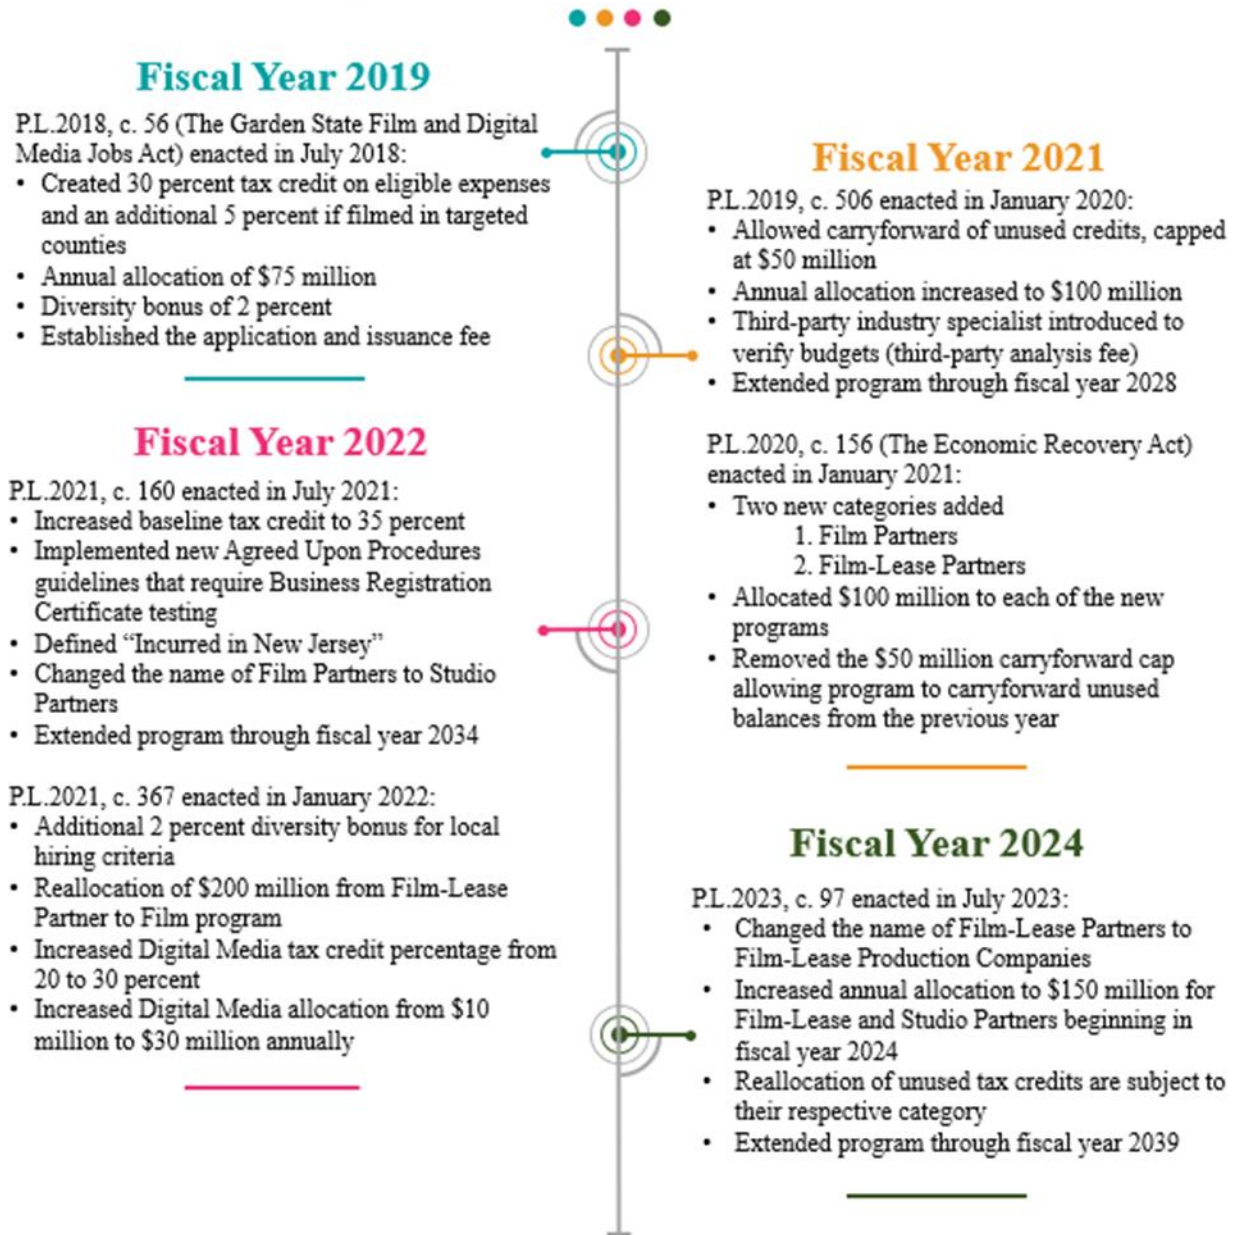 Fiscal Year 2019
P.L.2018, c. 56 (The Garden State Film and Digital
Media Jobs Act) enacted in July 2018:
• Created 30 percent tax credit on eligible expenses
and an additional 5 percent if filmed in targeted
counties
• Annual allocation of $75 million
• Diversity bonus of 2 percent
• Established the application and issuance fee
Fiscal Year 2021
P.L.2019, c. 506 enacted in January 2020:
• Allowed carryforward of unused credits, capped
at $50 million
• Annual allocation increased to $100 million
• Third-party industry specialist introduced to
verify budgets (third-party analysis fee)
• Extended program through fiscal year 2028
P.L.2020, c. 156 (The Economic Recovery Act)
enacted in January 2021:
• Two new categories added
1. Film Partners
2. Film-Lease Partners
• Allocated $100 million to each of the new
programs
• Removed the $50 million carryforward cap
allowing program to carryforward unused
balances from the previous year
Fiscal Year 2022
P.L.2021, c. 160 enacted in July 2021:
• Increased baseline tax credit to 35 percent
• Implemented new Agreed Upon Procedures
guidelines that require Business Registration
Certificate testing
• Defined “Incurred in New Jersey”
• Changed the name of Film Partners to Studio
Partners
• Extended program through fiscal year 2034
P.L.2021, c. 367 enacted in January 2022:
• Additional 2 percent diversity bonus for local
hiring criteria
• Reallocation of $200 million from Film-Lease
Partner to Film program
• Increased Digital Media tax credit percentage from
20 to 30 percent
• Increased Digital Media allocation from $10
million to $30 million annually
Fiscal Year 2024
P.L.2023, c. 97 enacted in July 2023:
• Changed the name of Film-Lease Partners to
Film-Lease Production Companies
• Increased annual allocation to $150 million for
Film-Lease and Studio Partners beginning in
fiscal year 2024
• Reallocation of unused tax credits are subject to
their respective category
• Extended program through fiscal year 2039